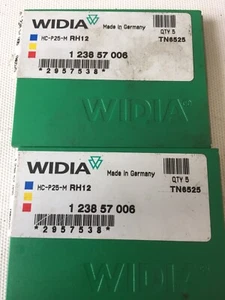 WIDIA
Made in Germany
QTY 5
HC-P25-M RH12
TN6525
1 238 57 006
*2957538*
WIDIA
WIDIA
Made in Germany
QTY 5
HC-P25-M RH12
TN6525
1 238 57 006
*2957538*
WIDIA